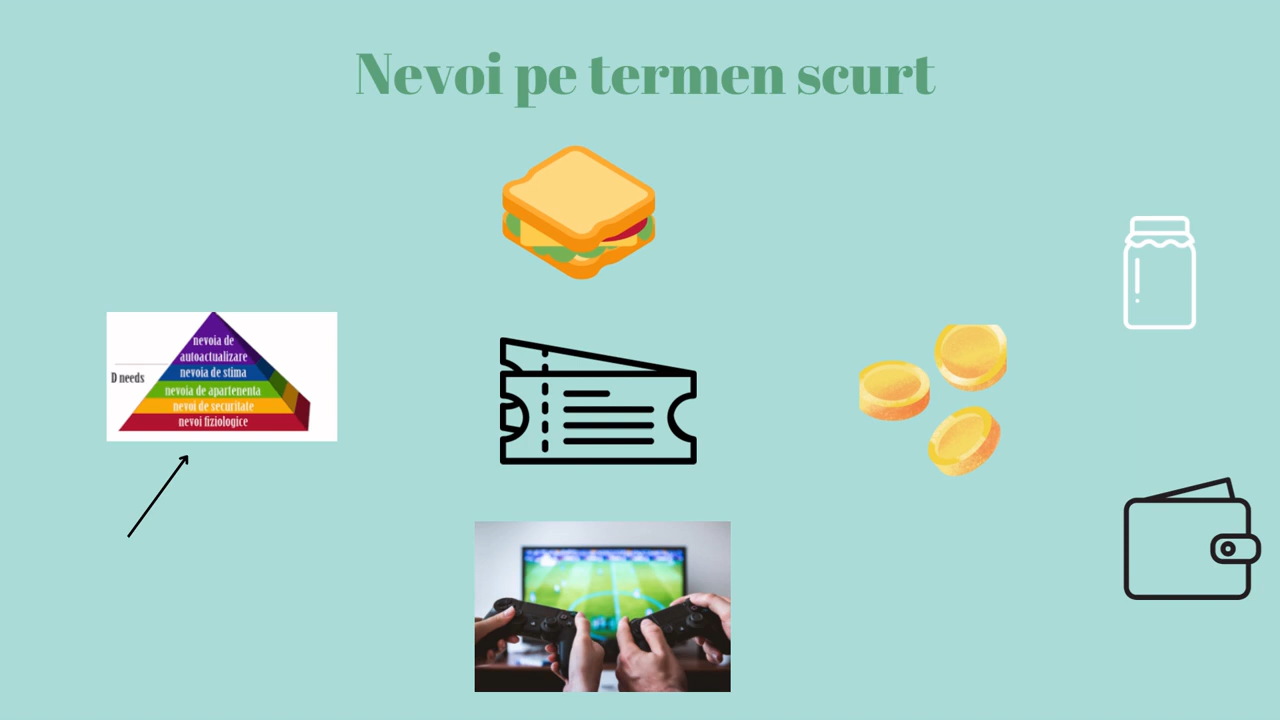 Nevoi pe termen scurt
nevoia de
autoactualizare
D needs
nevoia de stima
nevoia de apartenenta
nevoi de securitate
nevoi fiziologice